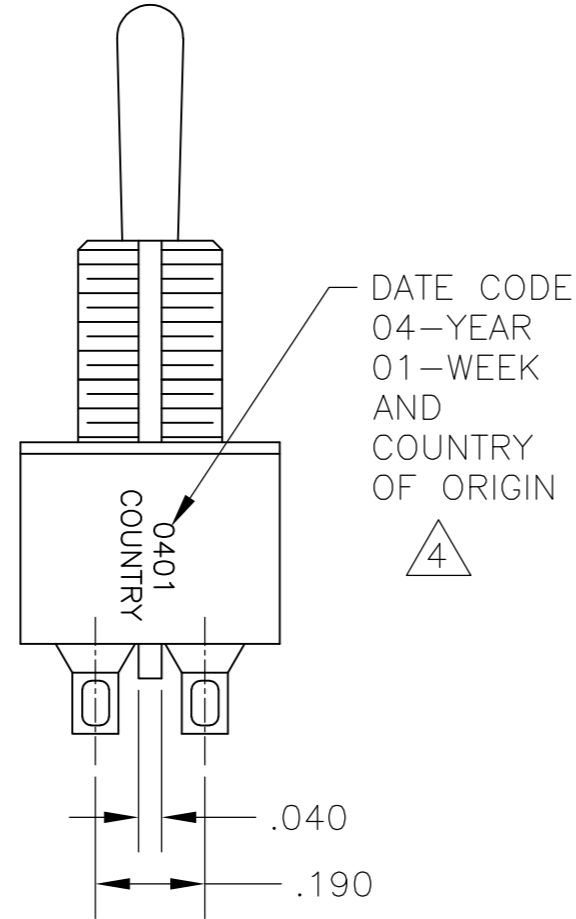 DATE CODE
04-YEAR
01-WEEK
AND
COUNTRY
OF ORIGIN
4
0401
COUNTRY
.040
.190